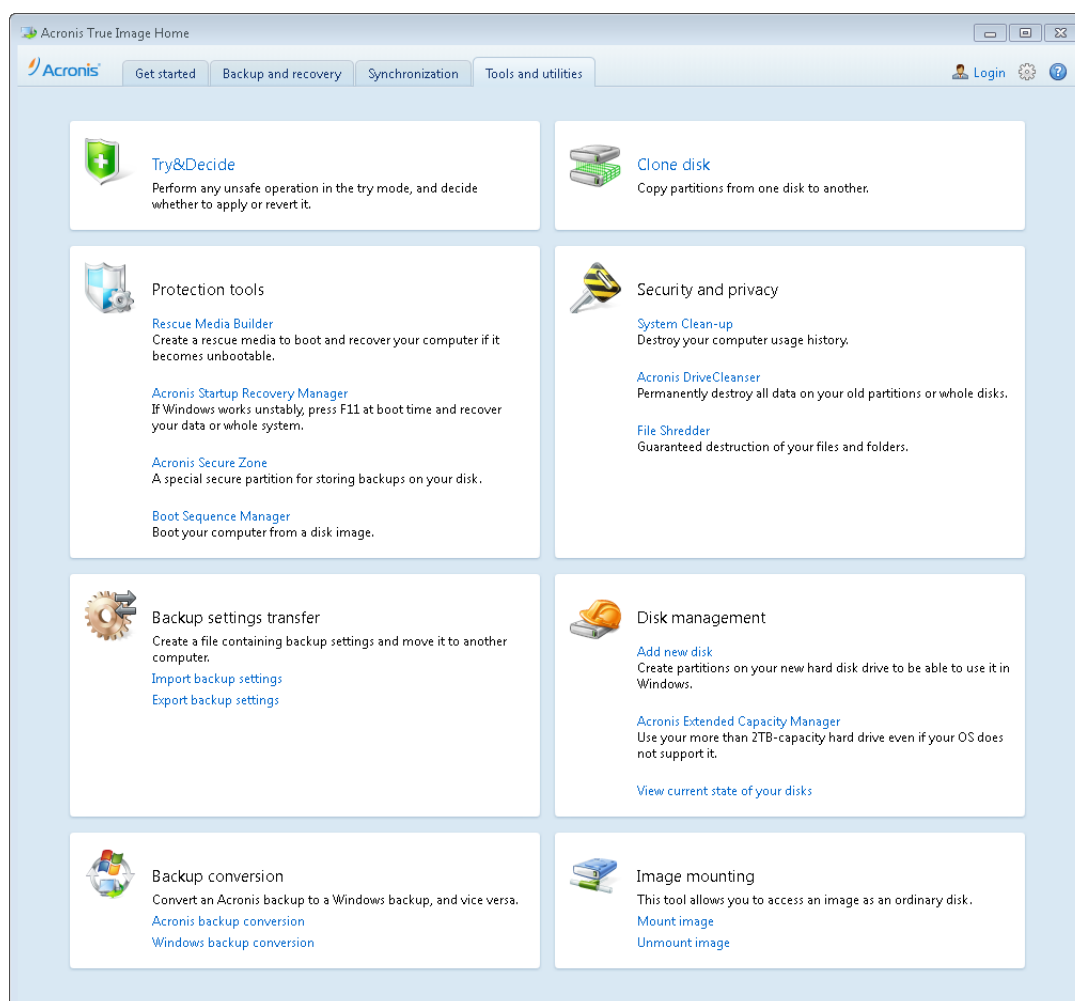 Acronis True Image Home
Acronis
Get started
Backup and recovery
Synchronization
Tools and utilities
Login
?
Try&Decide
Perform any unsafe operation in the try mode, and decide
whether to apply or revert it.
Clone disk
Copy partitions from one disk to another.
Protection tools
Rescue Media Builder
Create a rescue media to boot and recover your computer if it
becomes unbootable.
Acronis Startup Recovery Manager
If Windows works unstably, press F11 at boot time and recover
your data or whole system.
Acronis Secure Zone
A special secure partition for storing backups on your disk.
Boot Sequence Manager
Boot your computer from a disk image.
Security and privacy
System Clean-up
Destroy your computer usage history.
Acronis DriveCleanser
Permanently destroy all data on your old partitions or whole disks.
File Shredder
Guaranteed destruction of your files and folders.
Backup settings transfer
Create a file containing backup settings and move it to another
computer.
Import backup settings
Export backup settings
Disk management
Add new disk
Create partitions on your new hard disk drive to be able to use it in
Windows.
Acronis Extended Capacity Manager
Use your more than 2TB-capacity hard drive even if your OS does
not support it.
View current state of your disks
Backup conversion
Convert an Acronis backup to a Windows backup, and vice versa.
Acronis backup conversion
Windows backup conversion
Image mounting
This tool allows you to access an image as an ordinary disk.
Mount image
Unmount image